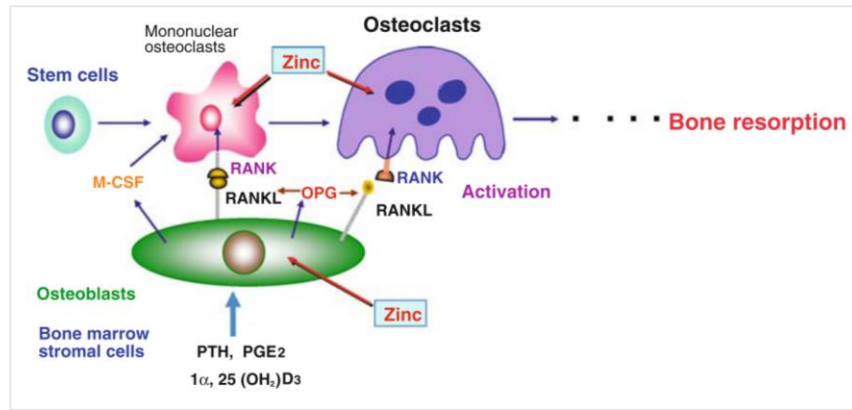 Mononuclear
osteoclasts
Osteoclasts
Zinc
Stem cells
Bone resorption
RANK
M-CSF
RANKL
OPG
RANK
RANKL
Activation
Osteoblasts
Zinc
Bone marrow
stromal cells
PTH, PGE2
1α, 25 (OH₂)D3